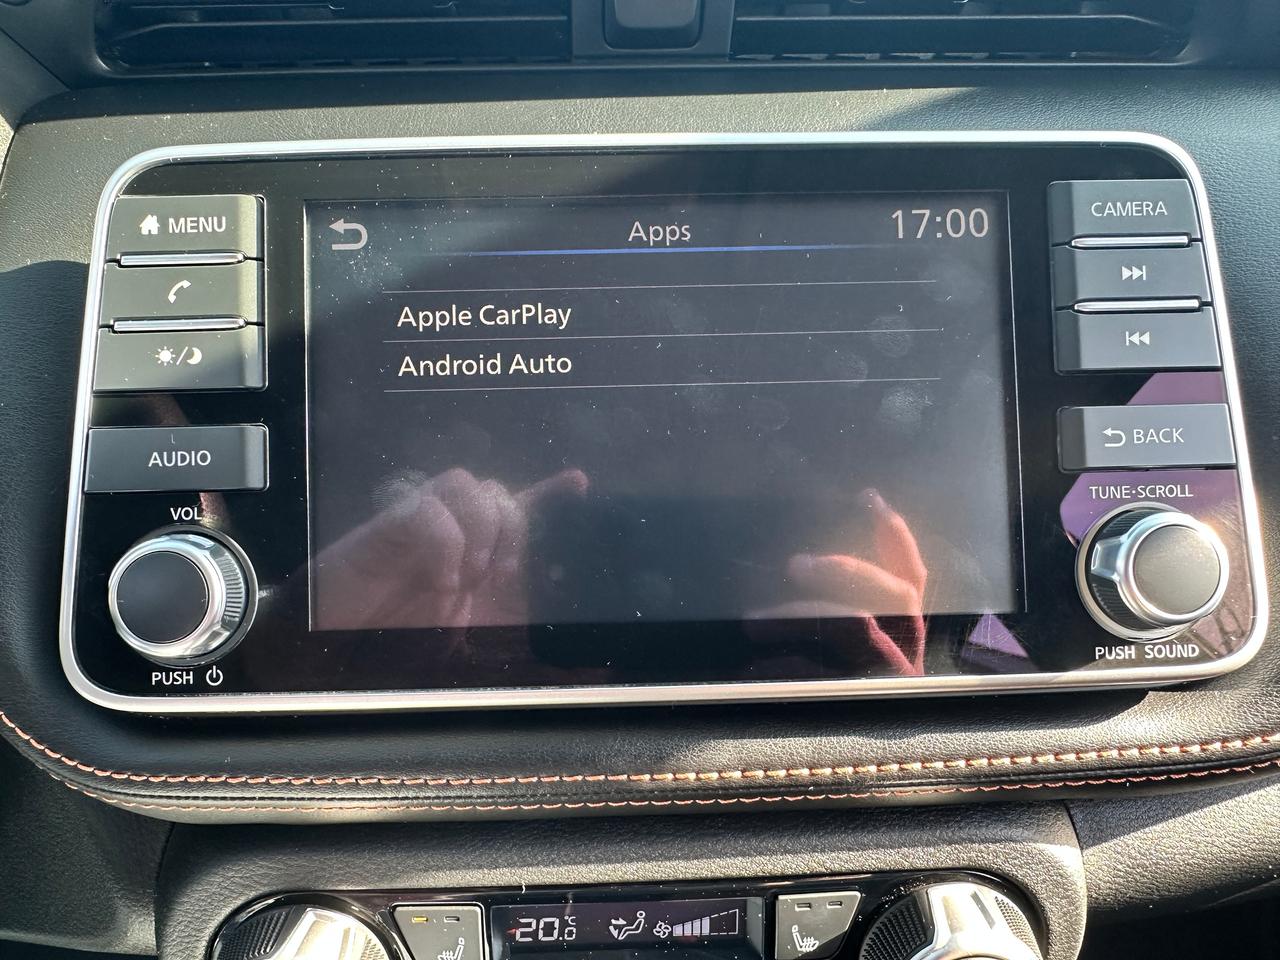 MENU
AUDIO
VOL
PUSH
Apps
17:00
Apple CarPlay
Android Auto
CAMERA
BACK
TUNE·SCROLL
PUSH SOUND
20.0
°C